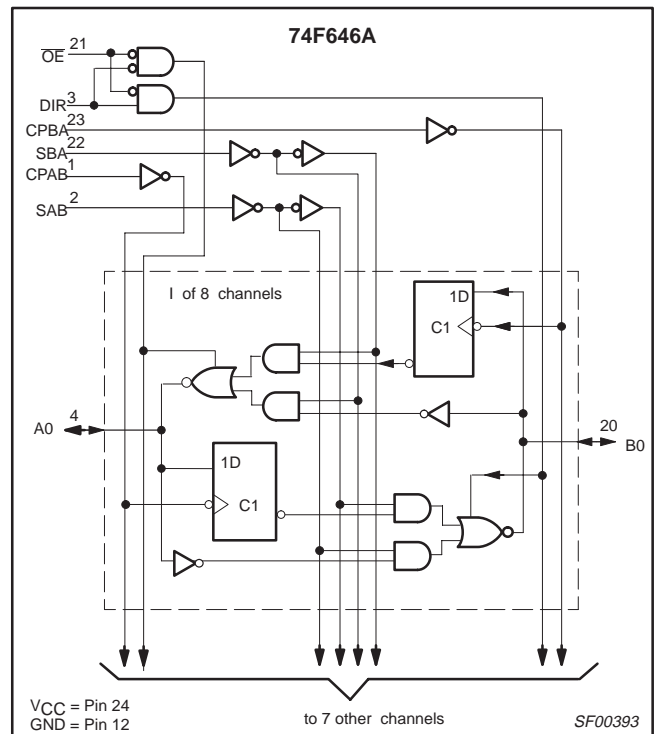 74F646A
OE 21
DIR 3
CPBA 23
SBA 22
CPAB 1
SAB 2
I of 8 channels
1D
C1
A0 4
20 B0
1D
C1
VCC = Pin 24
GND = Pin 12
to 7 other channels
SF00393